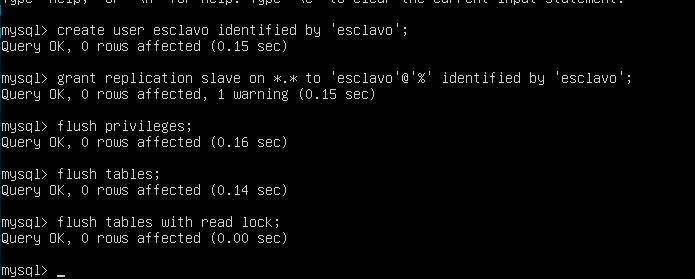 mysql> create user esclavo identified by 'esclavo';
Query OK, 0 rows affected (0.15 sec)
mysql> grant replication slave on *.* to 'esclavo'@'%' identified by 'esclavo';
Query OK, 0 rows affected, 1 warning (0.15 sec)
mysql> flush privileges;
Query OK, 0 rows affected (0.16 sec)
mysql> flush tables;
Query OK, 0 rows affected (0.14 sec)
mysql> flush tables with read lock;
Query OK, 0 rows affected (0.00 sec)
mysql> _